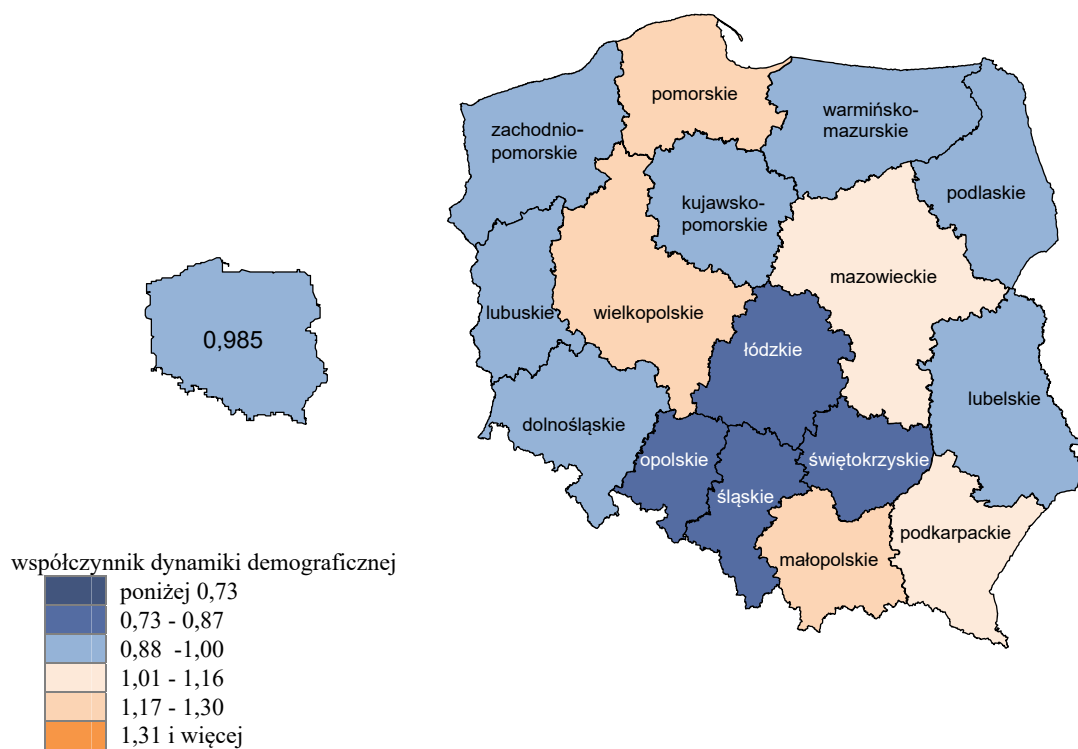 pomorskie
warmińsko-
mazurskie
zachodnio-
pomorskie
podlaskie
kujawsko-
pomorskie
mazowieckie
lubuskie
wielkopolskie
0,985
łódzkie
lubelskie
dolnośląskie
opolskie
świętokrzyskie
śląskie
podkarpackie
małopolskie
współczynnik dynamiki demograficznej
poniżej 0,73
0,73 - 0,87
0,88 -1,00
1,01 - 1,16
1,17 - 1,30
1,31 i więcej